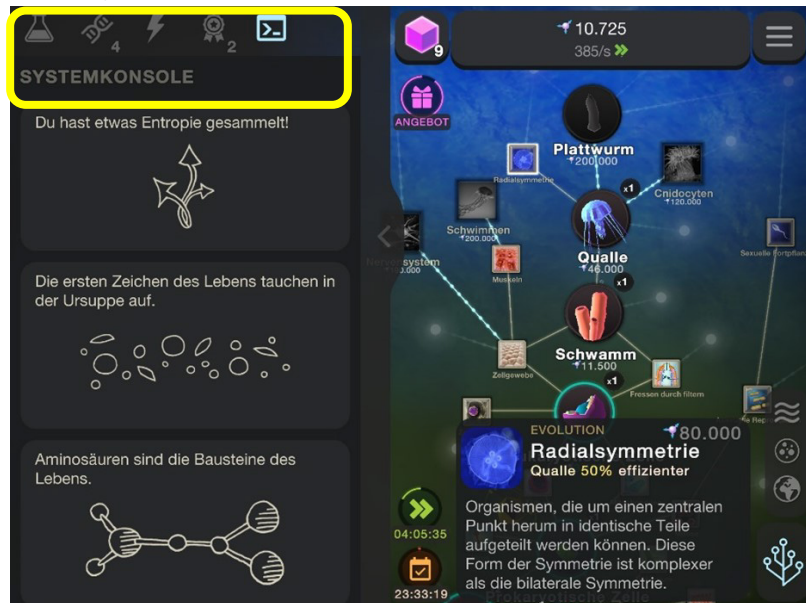 4
2
SYSTEMKONSOLE
Du hast etwas Entropie gesammelt!
Die ersten Zeichen des Lebens tauchen in
der Ursuppe auf.
Aminosäuren sind die Bausteine des
Lebens.
9
10.725
385/s
ANGEBOT
Plattwurm
200.000
Radialsymmetrie
x1
Cnidocyten
120.000
Schwimmen
200.000
Qualle
46.000
Sexuelle Fortpflan
system
Muskeln
x1
Schwamm
11.500
Zellgewebe
x1
Fressen durch filtern
EVOLUTION
80.000
Radialsymmetrie
Qualle 50% effizienter
Organismen, die um einen zentralen
Punkt herum in identische Teile
aufgeteilt werden können. Diese
Form der Symmetrie ist komplexer
als die bilaterale Symmetrie.
04:05:35
23:33:19
Prokaryotische Zelle